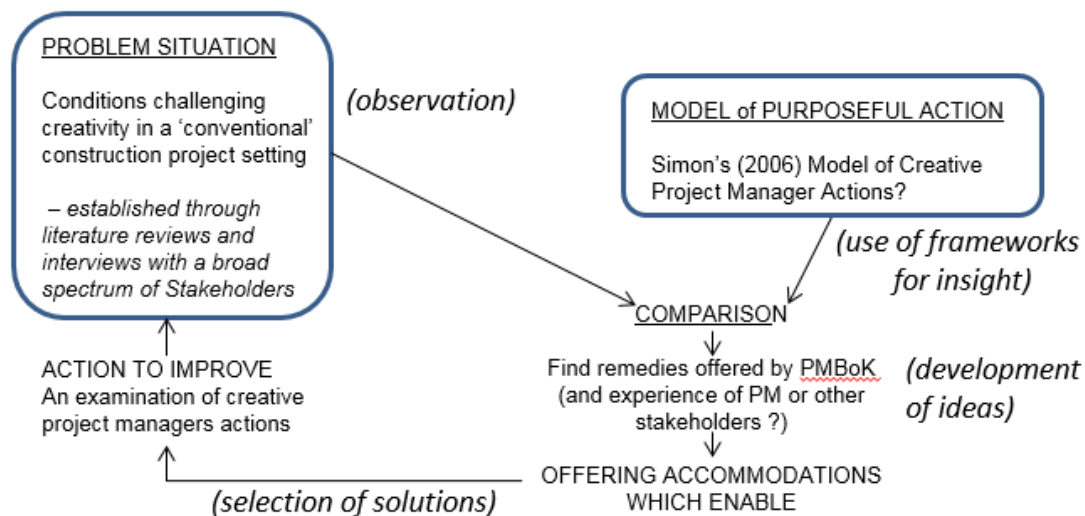 PROBLEM SITUATION
Conditions challenging
creativity in a ‘conventional’
construction project setting
– established through
literature reviews and
interviews with a broad
spectrum of Stakeholders
(observation)
MODEL of PURPOSEFUL ACTION
Simon’s (2006) Model of Creative
Project Manager Actions?
(use of frameworks
for insight)
COMPARISON
Find remedies offered by PMBoK
(and experience of PM or other
stakeholders ?)
(development
of ideas)
OFFERING ACCOMMODATIONS
WHICH ENABLE
(selection of solutions)
ACTION TO IMPROVE
An examination of creative
project managers actions